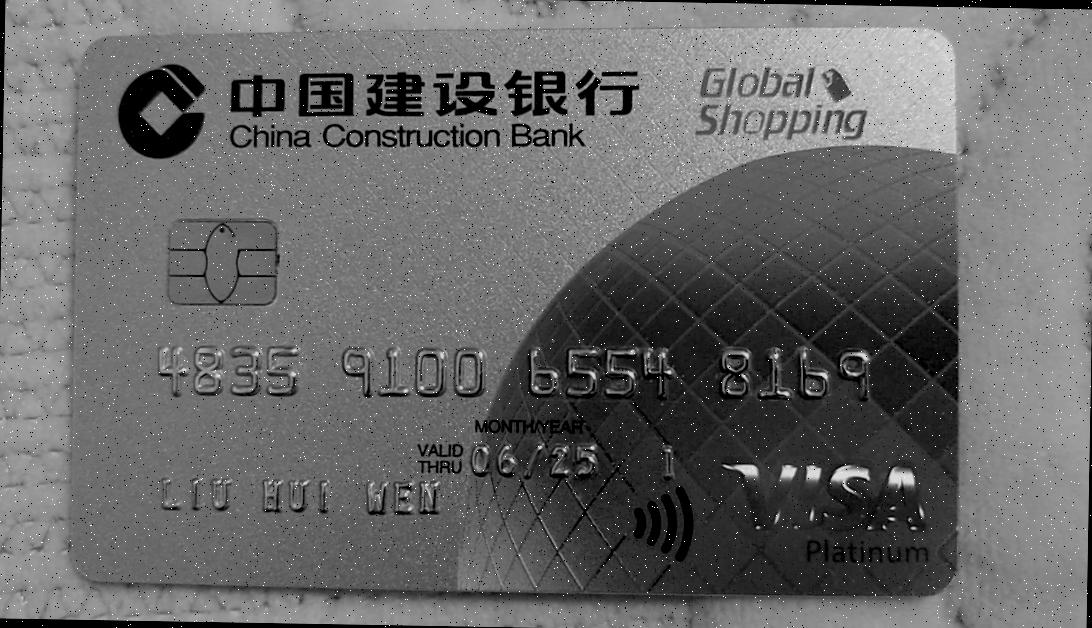 中国建设银行
China Construction Bank
Global
Shopping
4835 9100 6554 8169
MONTH/YEAR
VALID
THRU 06/25 1
LIU HUI WEN
VISA
Platinum